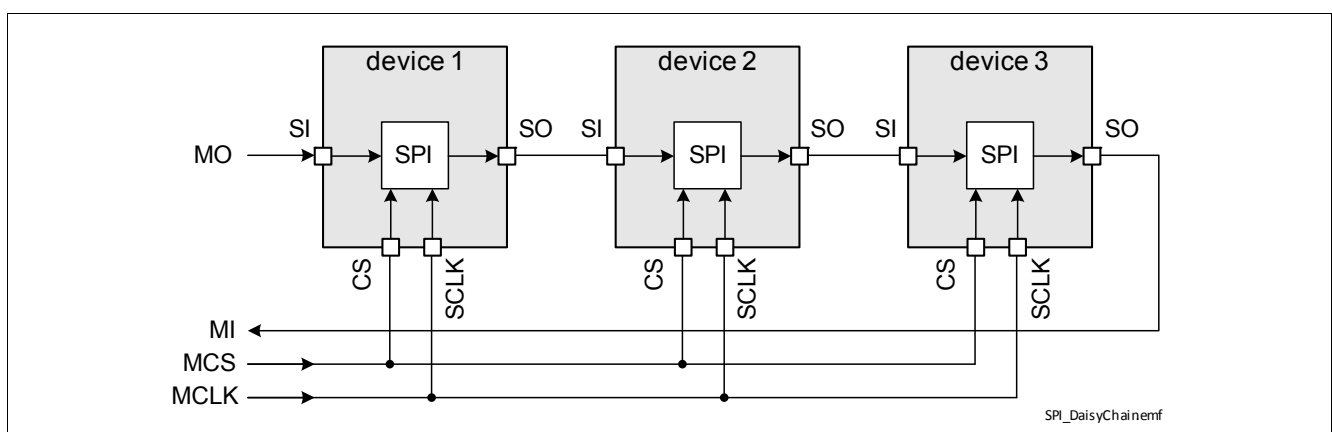 device 1
device 2
device 3
SI
SO
SI
SO
SI
SO
MO
SPI
SPI
SPI
CS
SCLK
CS
SCLK
CS
SCLK
MI
MCS
MCLK
SPI_DaisyChainemf